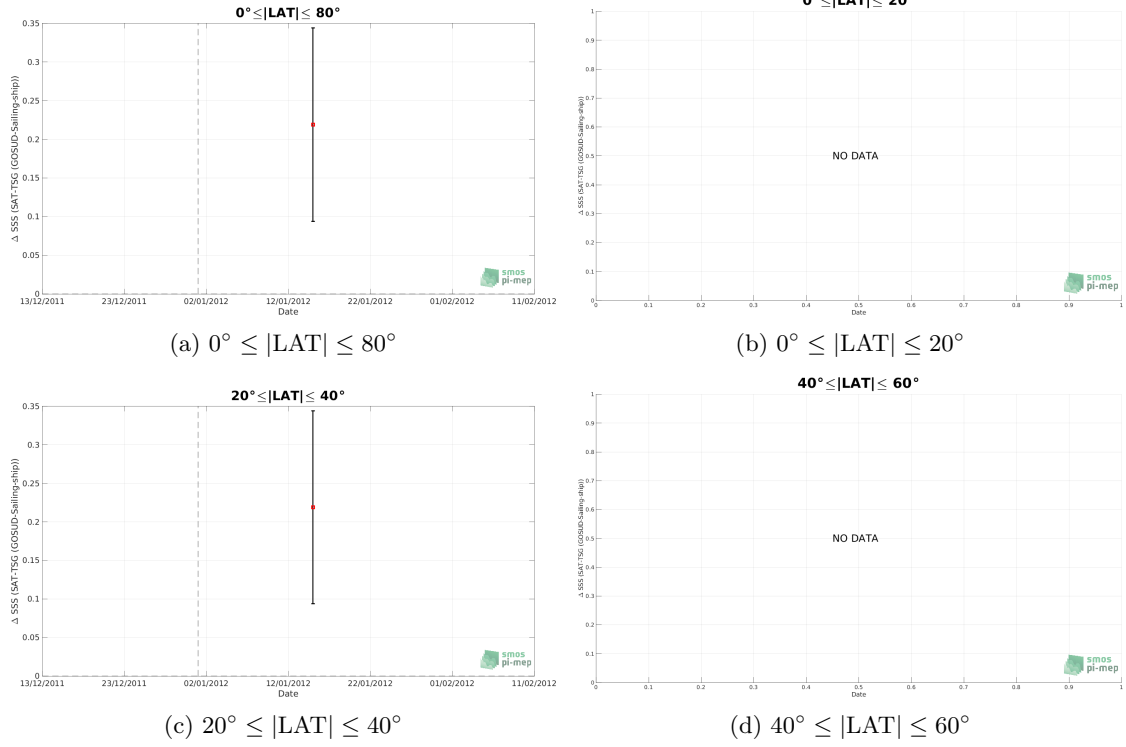 0°≤|LAT|≤ 80°
Δ SSS (SAT-TSG (GOSUD-Sailing-ship))
0.35
0.3
0.25
0.2
0.15
0.1
0.05
0
13/12/2011 23/12/2011 02/01/2012 12/01/2012 22/01/2012 01/02/2012 11/02/2012
Date
smos
pi-mep
(a) 0° ≤ |LAT| ≤ 80°
0°≤|LAT|≤ 20°
Δ SSS (SAT-TSG (GOSUD-Sailing-ship))
1
0.9
0.8
0.7
0.6
0.5
0.4
0.3
0.2
0.1
0
NO DATA
0 0.1 0.2 0.3 0.4 0.5 0.6 0.7 0.8 0.9 1
Date
smos
pi-mep
(b) 0° ≤ |LAT| ≤ 20°
20°≤|LAT|≤ 40°
Δ SSS (SAT-TSG (GOSUD-Sailing-ship))
0.35
0.3
0.25
0.2
0.15
0.1
0.05
0
13/12/2011 23/12/2011 02/01/2012 12/01/2012 22/01/2012 01/02/2012 11/02/2012
Date
smos
pi-mep
(c) 20° ≤ |LAT| ≤ 40°
40°≤|LAT|≤ 60°
Δ SSS (SAT-TSG (GOSUD-Sailing-ship))
1
0.9
0.8
0.7
0.6
0.5
0.4
0.3
0.2
0.1
0
NO DATA
0 0.1 0.2 0.3 0.4 0.5 0.6 0.7 0.8 0.9 1
Date
smos
pi-mep
(d) 40° ≤ |LAT| ≤ 60°